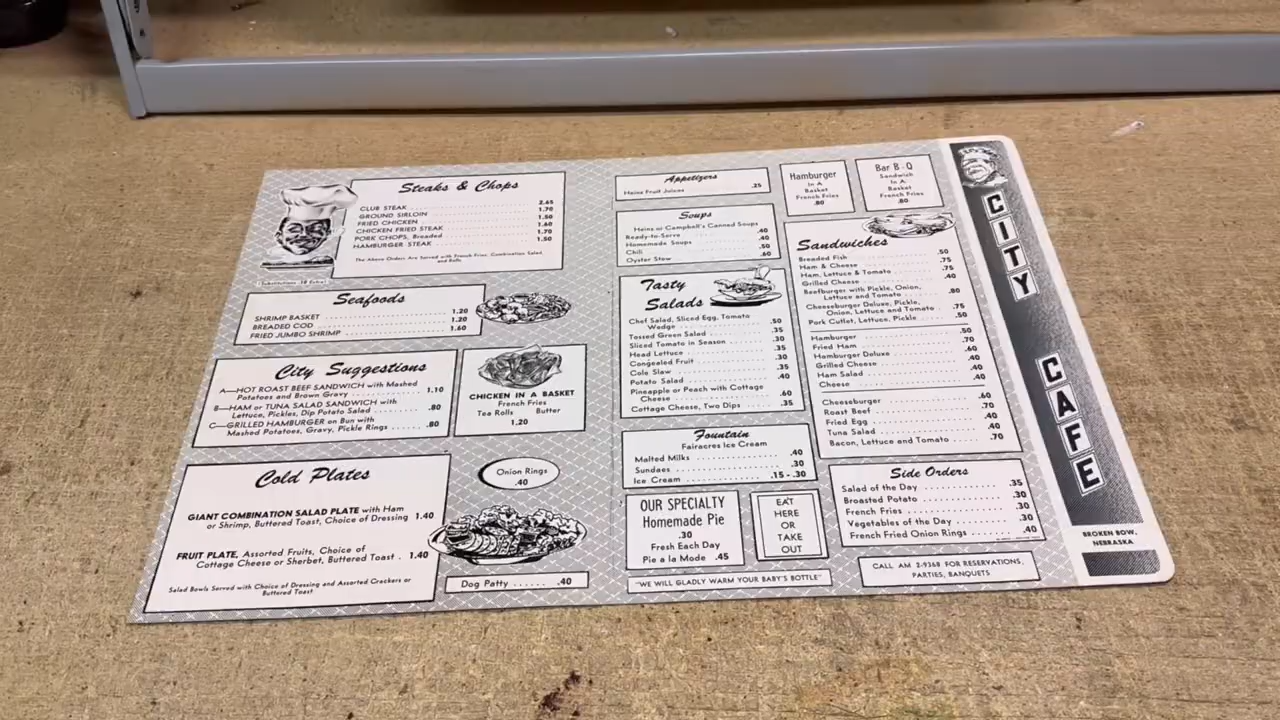 Steaks & Chops
CLUB STEAK 2.65
GROUND SIRLOIN 1.70
FRIED CHICKEN 1.50
CHICKEN FRIED STEAK 1.60
PORK CHOPS, Breaded 1.70
HAMBURGER STEAK 1.50
The Above Orders Are Served with French Fries, Combination Salad,
and Rolls
(Substitutions .10 Extra)
Seafoods
SHRIMP BASKET 1.20
BREADED COD 1.20
FRIED JUMBO SHRIMP 1.60
City Suggestions
A—HOT ROAST BEEF SANDWICH with Mashed
Potatoes and Brown Gravy 1.10
B—HAM or TUNA SALAD SANDWICH with
Lettuce, Pickles, Dip Potato Salad .80
C—GRILLED HAMBURGER on Bun with
Mashed Potatoes, Gravy, Pickle Rings .80
CHICKEN IN A BASKET
French Fries
Tea Rolls Butter
1.20
Cold Plates
GIANT COMBINATION SALAD PLATE with Ham
or Shrimp, Buttered Toast, Choice of Dressing 1.40
FRUIT PLATE, Assorted Fruits, Choice of
Cottage Cheese or Sherbet, Buttered Toast . 1.40
Salad Bowls Served with Choice of Dressing and Assorted Crackers or
Buttered Toast
Onion Rings
.40
Dog Patty ...... .40
Appetizers
Heinz Fruit Juices .25
Soups
Heinz or Campbell's Canned Soups
Ready-to-Serve .40
Homemade Soups .40
Chili .50
Oyster Stew .60
Tasty
Salads
Chef Salad, Sliced Egg, Tomato
Wedge .50
Tossed Green Salad .35
Sliced Tomato in Season .30
Head Lettuce .35
Congealed Fruit .30
Cole Slaw .35
Potato Salad .40
Pineapple or Peach with Cottage
Cheese .60
Cottage Cheese, Two Dips .35
Fountain
Fairacres Ice Cream
Malted Milks .40
Sundaes .30
Ice Cream .15 - .30
OUR SPECIALTY
Homemade Pie
.30
Fresh Each Day
Pie a la Mode .45
EAT
HERE
OR
TAKE
OUT
"WE WILL GLADLY WARM YOUR BABY'S BOTTLE"
Hamburger
In A
Basket
French Fries
.80
Bar B-Q
Sandwich
In A
Basket
French Fries
.80
Sandwiches
Breaded Fish .50
Ham & Cheese .75
Ham, Lettuce & Tomato .75
Grilled Cheese .40
Beefburger with Pickle, Onion,
Lettuce and Tomato .80
Cheeseburger Deluxe, Pickle,
Onion, Lettuce and Tomato .75
Pork Cutlet, Lettuce, Pickle .50
Hamburger .50
Fried Ham .70
Hamburger Deluxe .60
Grilled Cheese .40
Ham Salad .40
Cheese .40
Cheeseburger .60
Roast Beef .70
Fried Egg .40
Tuna Salad .40
Bacon, Lettuce and Tomato .70
Side Orders
Salad of the Day .35
Broasted Potato .30
French Fries .30
Vegetables of the Day .30
French Fried Onion Rings .40
CALL AM 2-9368 FOR RESERVATIONS,
PARTIES, BANQUETS
CITY
CAFE
BROKEN BOW,
NEBRASKA